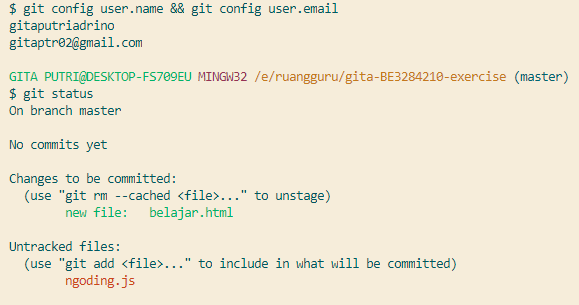 $ git config user.name && git config user.email
gitaputriadrino
gitaptr02@gmail.com
GITA PUTRI@DESKTOP-FS709EU MINGW32 /e/ruangguru/gita-BE3284210-exercise (master)
$ git status
On branch master
No commits yet
Changes to be committed:
(use "git rm --cached <file>..." to unstage)
new file:   belajar.html
Untracked files:
(use "git add <file>..." to include in what will be committed)
ngoding.js